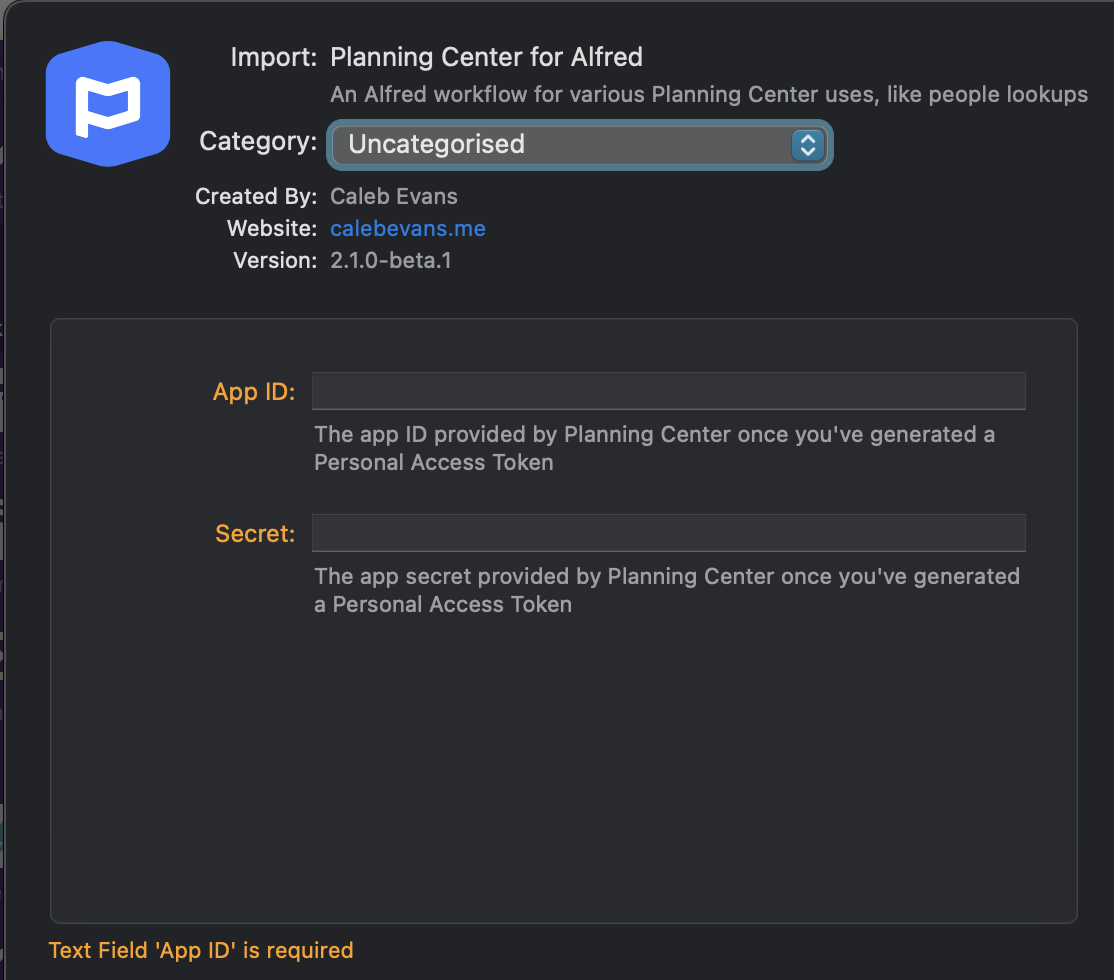 Import: Planning Center for Alfred
An Alfred workflow for various Planning Center uses, like people lookups
Category: Uncategorised
Created By: Caleb Evans
Website: calebevans.me
Version: 2.1.0-beta.1
App ID:
The app ID provided by Planning Center once you've generated a
Personal Access Token
Secret:
The app secret provided by Planning Center once you've generated
a Personal Access Token
Text Field 'App ID' is required